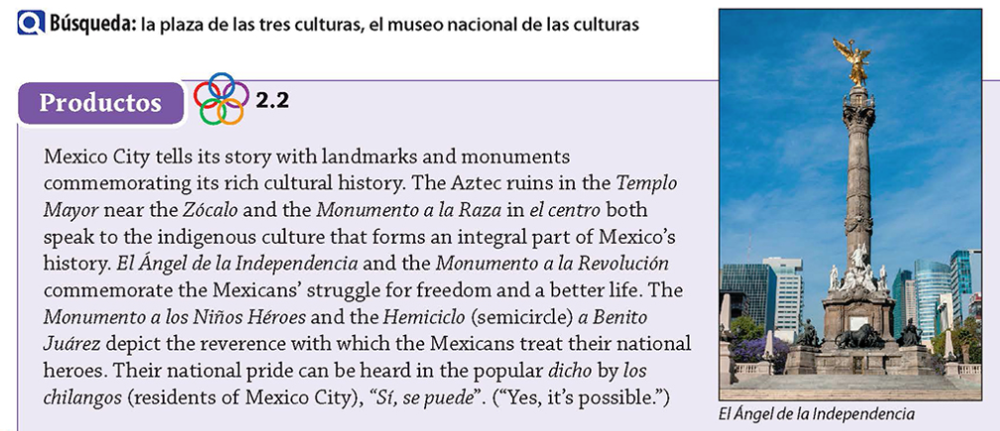 Búsqueda: la plaza de las tres culturas, el museo nacional de las culturas
Productos 2.2
Mexico City tells its story with landmarks and monuments
commemorating its rich cultural history. The Aztec ruins in the Templo
Mayor near the Zócalo and the Monumento a la Raza in el centro both
speak to the indigenous culture that forms an integral part of Mexico’s
history. El Ángel de la Independencia and the Monumento a la Revolución
commemorate the Mexicans’ struggle for freedom and a better life. The
Monumento a los Niños Héroes and the Hemiciclo (semicircle) a Benito
Juárez depict the reverence with which the Mexicans treat their national
heroes. Their national pride can be heard in the popular dicho by los
chilangos (residents of Mexico City), “Sí, se puede”. (“Yes, it’s possible.”)
El Ángel de la Independencia